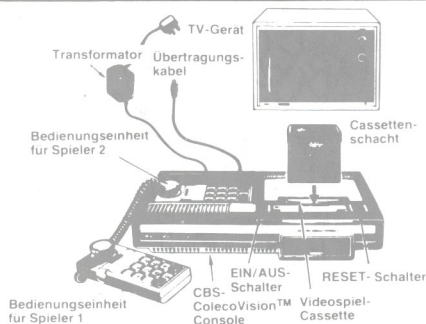 TV-Gerät
Transformator
Übertragungs-
kabel
Cassetten-
schacht
Bedienungseinheit
fur Spieler 2
EIN/AUS-
Schalter
RESET-Schalter
CBS-
ColecoVision™
Console
Videospiel-
Cassette
Bedienungseinheit
fur Spieler 1